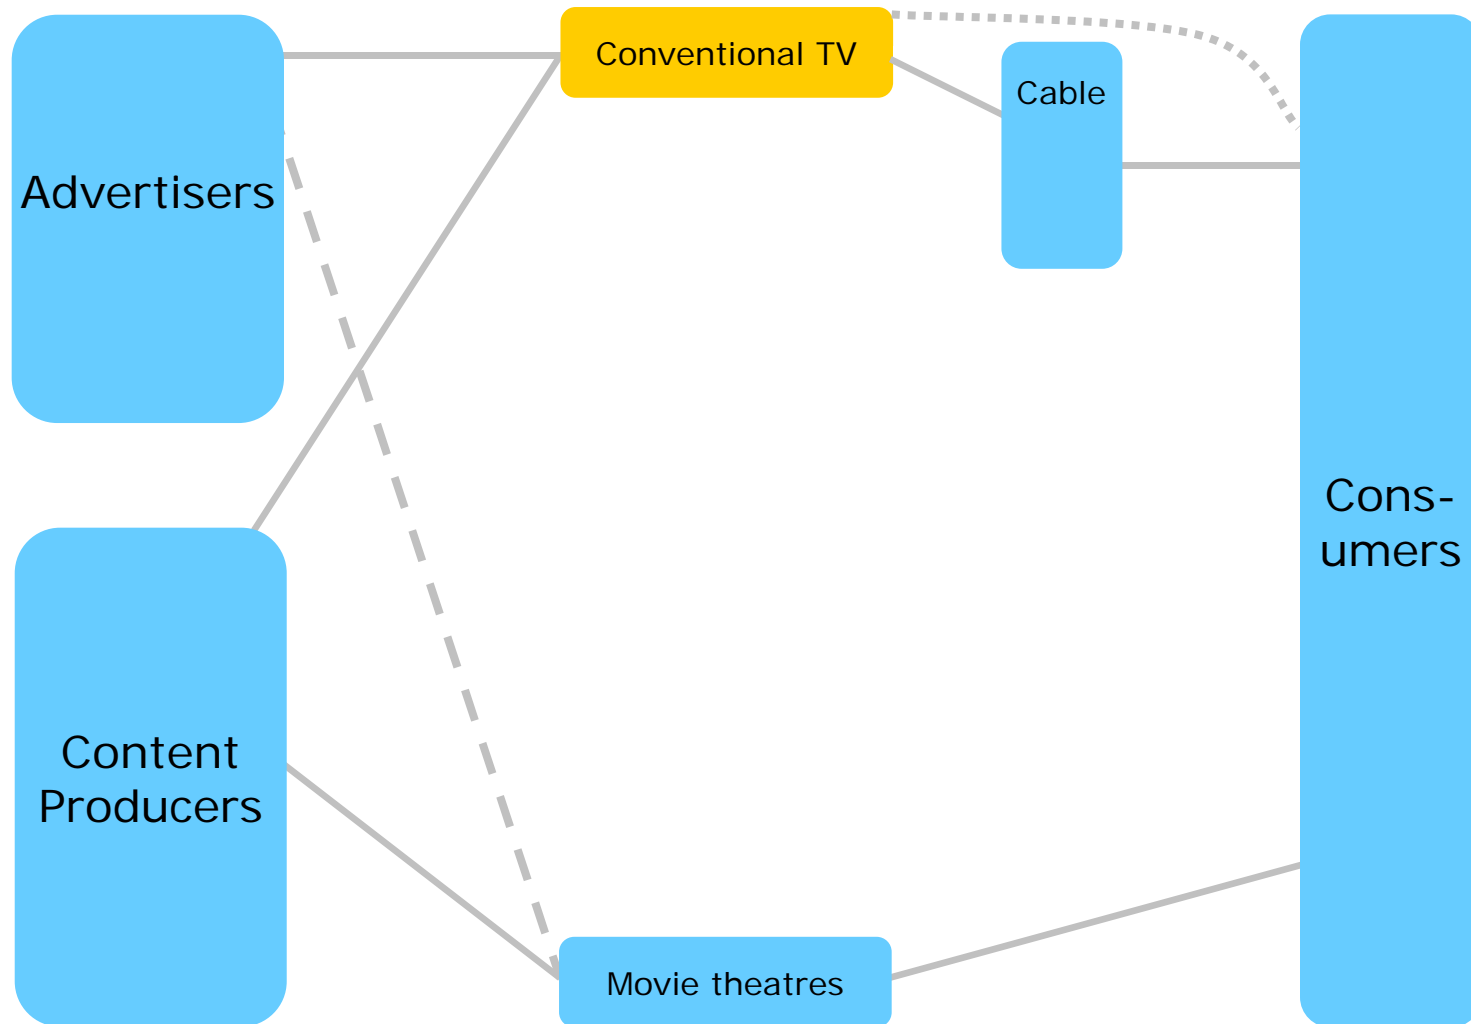 Conventional TV
Cable
Advertisers
Cons-
umers
Content
Producers
Movie theatres